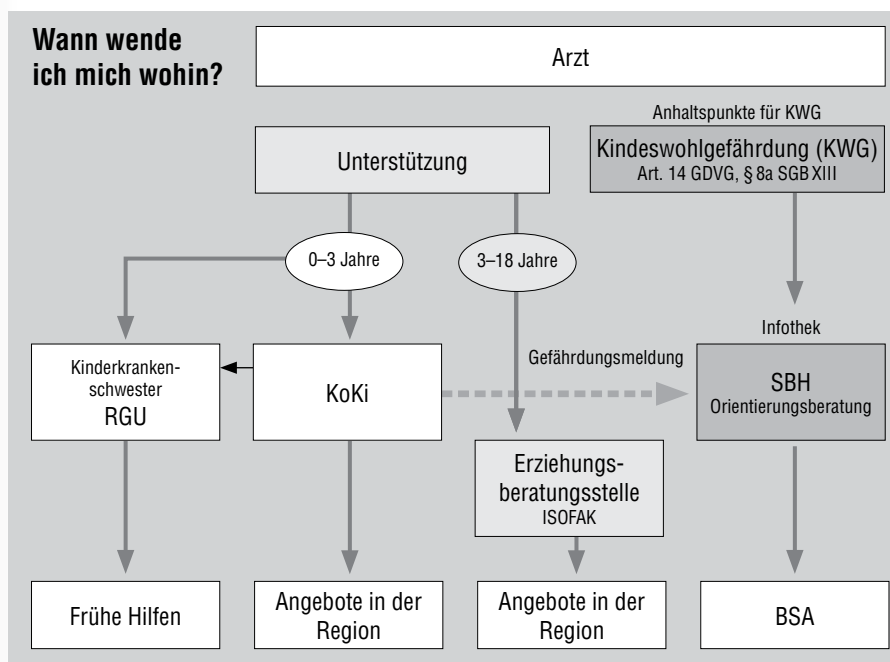 Wann wende
ich mich wohin?
Arzt
Anhaltspunkte für KWG
Unterstützung
Kindeswohlgefährdung (KWG)
Art. 14 GDVG, § 8a SGB XIII
0–3 Jahre
3–18 Jahre
Infothek
Gefährdungsmeldung
Kinderkranken-
schwester
RGU
KoKi
SBH
Orientierungsberatung
Erziehungs-
beratungsstelle
ISOFAK
Frühe Hilfen
Angebote in der
Region
Angebote in der
Region
BSA